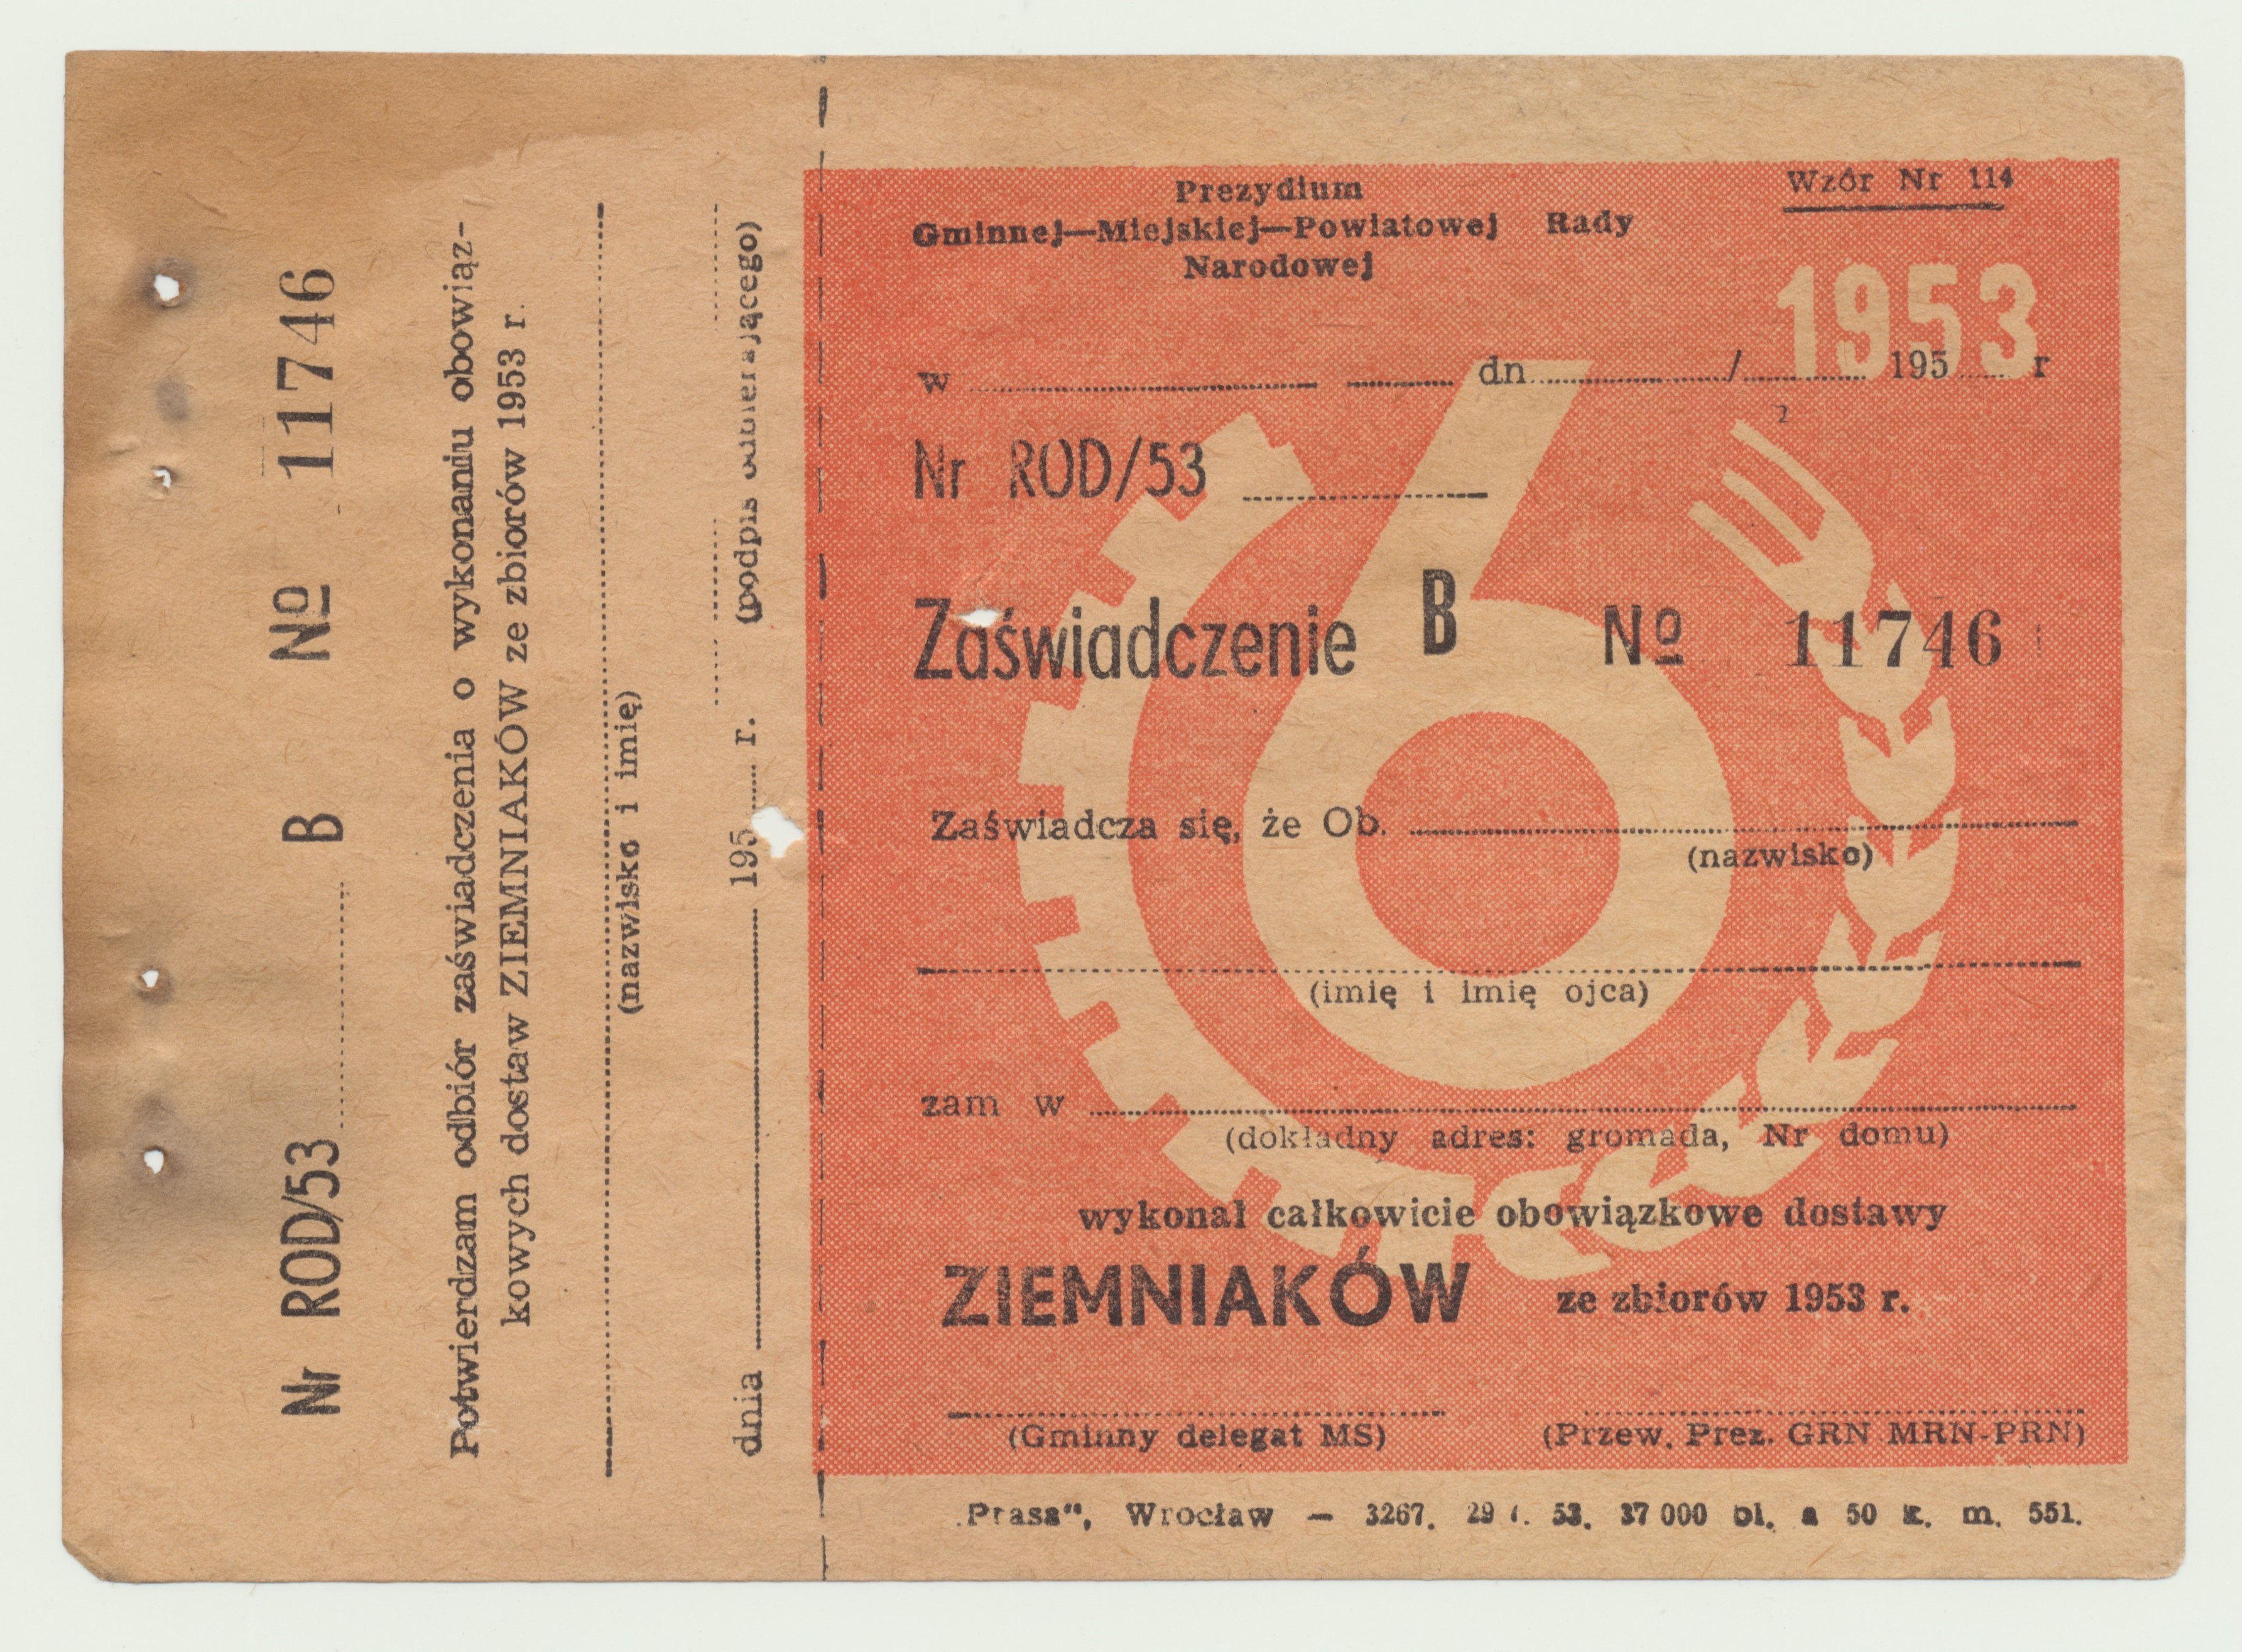 Nr ROD/53 B № 11746
Potwierdzam odbiór zaświadczenia o wykonaniu obowiąz-
kowych dostaw ZIEMNIAKÓW ze zbiorów 1953 r.
(nazwisko i imię)
dnia 195 r.
(podpis odbierającego)
Prezydium
Gminnej—Miejskiej—Powiatowej Rady
Narodowej
Wzór Nr 114
1953
w dn / 195 r
Nr ROD/53
6
Zaświadczenie B № 11746
Zaświadcza się, że Ob.
(nazwisko)
(imię i imię ojca)
zam w
(dokładny adres: gromada, Nr domu)
wykonał całkowicie obowiązkowe dostawy
ZIEMNIAKÓW ze zbiorów 1953 r.
(Gminny delegat MS)
(Przew. Prez. GRN MRN-PRN)
„Prasa“, Wrocław — 3267. 29 53. 37 000 bl. a 50 k. m. 551.